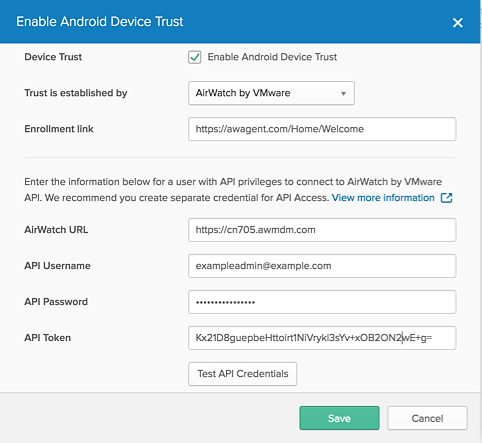 Enable Android Device Trust
Device Trust Enable Android Device Trust
Trust is established by AirWatch by VMware
Enrollment link https://awagent.com/Home/Welcome
Enter the information below for a user with API privileges to connect to AirWatch by VMware
API. We recommend you create separate credential for API Access. View more information
AirWatch URL https://cn705.awmdm.com
API Username exampleadmin@example.com
API Password ••••••••••••••••
API Token Kx21D8guepbeHttoirt1NiVrykl3sYv+xOB2ON2wE+g=
Test API Credentials
Save Cancel